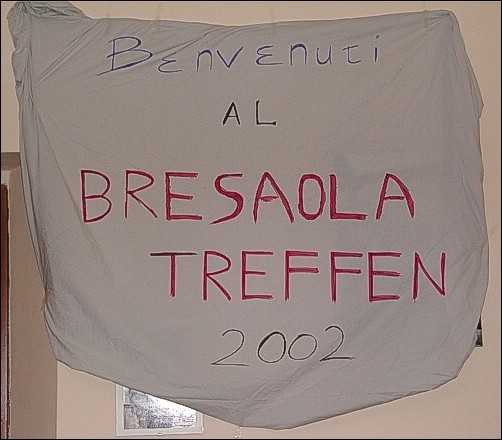 Benvenuti
AL
BRESAOLA
TREFFEN
2002